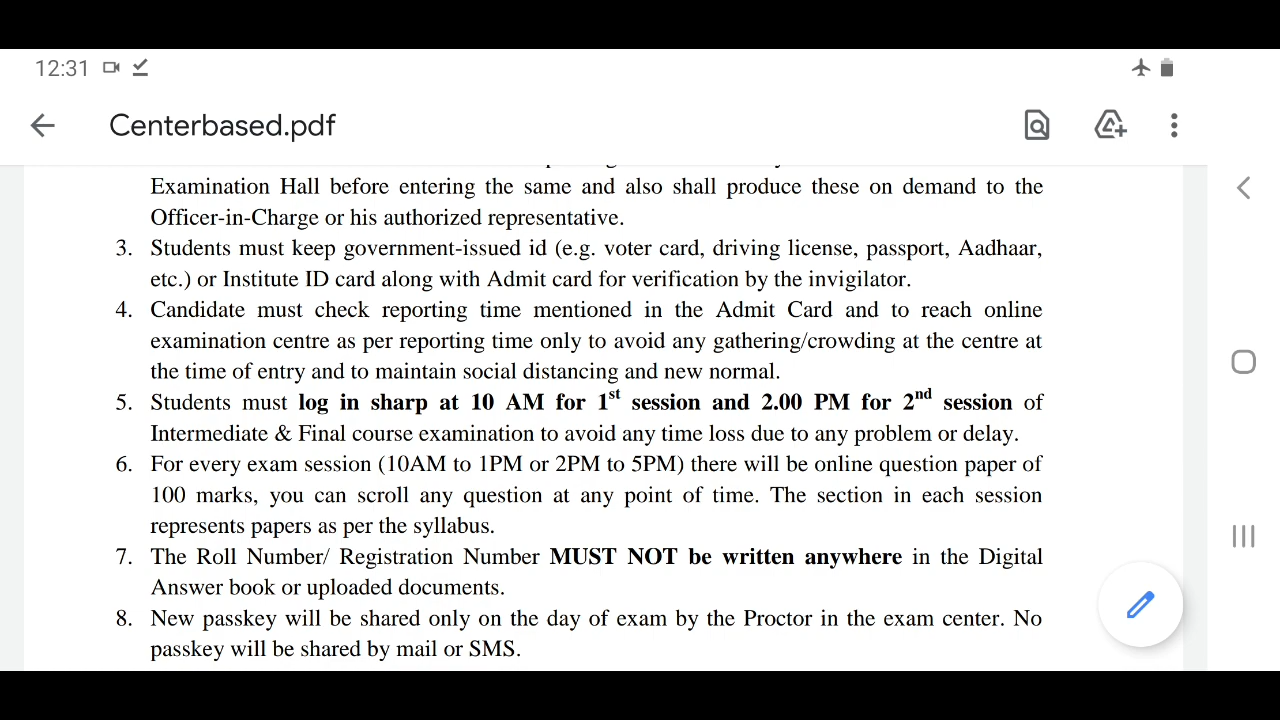 12:31
Centerbased.pdf
Examination Hall before entering the same and also shall produce these on demand to the
Officer-in-Charge or his authorized representative.
3. Students must keep government-issued id (e.g. voter card, driving license, passport, Aadhaar,
etc.) or Institute ID card along with Admit card for verification by the invigilator.
4. Candidate must check reporting time mentioned in the Admit Card and to reach online
examination centre as per reporting time only to avoid any gathering/crowding at the centre at
the time of entry and to maintain social distancing and new normal.
5. Students must log in sharp at 10 AM for 1st session and 2.00 PM for 2nd session of
Intermediate & Final course examination to avoid any time loss due to any problem or delay.
6. For every exam session (10AM to 1PM or 2PM to 5PM) there will be online question paper of
100 marks, you can scroll any question at any point of time. The section in each session
represents papers as per the syllabus.
7. The Roll Number/ Registration Number MUST NOT be written anywhere in the Digital
Answer book or uploaded documents.
8. New passkey will be shared only on the day of exam by the Proctor in the exam center. No
passkey will be shared by mail or SMS.